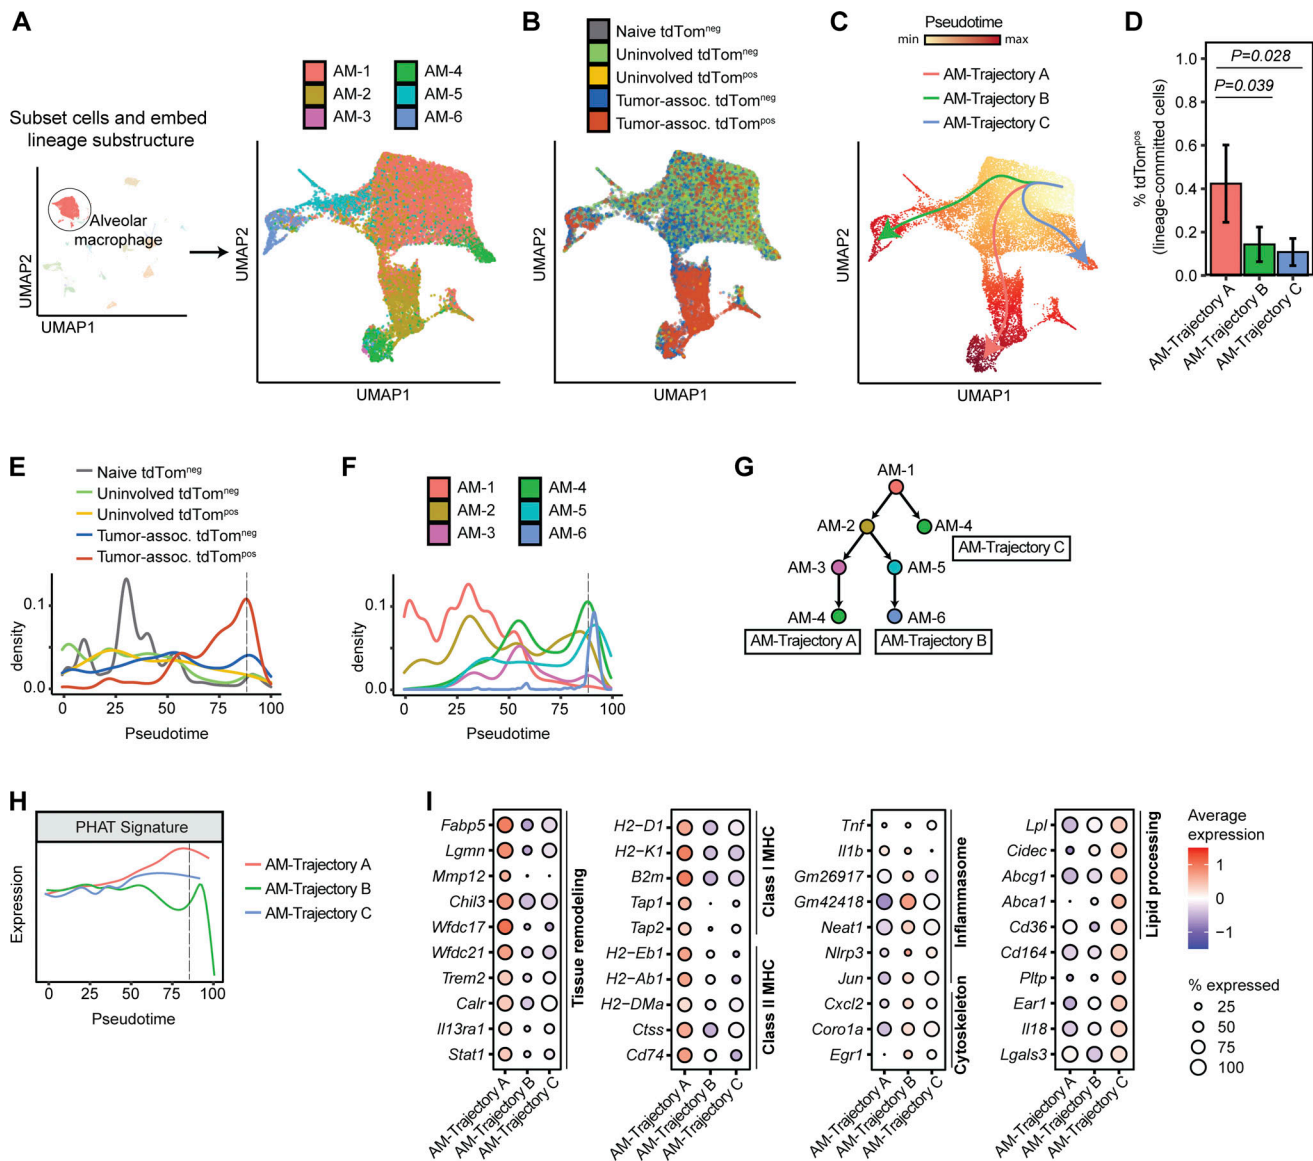 A
Subset cells and embed
lineage substructure
Alveolar
macrophage
UMAP2
UMAP1
AM-1
AM-2
AM-3
AM-4
AM-5
AM-6
UMAP2
UMAP1
B
Naive tdTomneg
Uninvolved tdTomneg
Uninvolved tdTompos
Tumor-assoc. tdTomneg
Tumor-assoc. tdTompos
UMAP2
UMAP1
C
Pseudotime
min max
AM-Trajectory A
AM-Trajectory B
AM-Trajectory C
UMAP2
UMAP1
D
% tdTompos
(lineage-committed cells)
1.0
0.8
0.6
0.4
0.2
0.0
P=0.028
P=0.039
AM-Trajectory A
AM-Trajectory B
AM-Trajectory C
E
Naive tdTomneg
Uninvolved tdTomneg
Uninvolved tdTompos
Tumor-assoc. tdTomneg
Tumor-assoc. tdTompos
density
0.1
0.0
0 25 50 75 100
Pseudotime
F
AM-1
AM-2
AM-3
AM-4
AM-5
AM-6
density
0.1
0.0
0 25 50 75 100
Pseudotime
G
AM-1
AM-2
AM-4
AM-Trajectory C
AM-3
AM-5
AM-4
AM-6
AM-Trajectory A
AM-Trajectory B
H
PHAT Signature
Expression
0 25 50 75 100
Pseudotime
AM-Trajectory A
AM-Trajectory B
AM-Trajectory C
I
Fabp5
Lgmn
Mmp12
Chil3
Wfdc17
Wfdc21
Trem2
Calr
Il13ra1
Stat1
Tissue remodeling
AM-Trajectory A
AM-Trajectory B
AM-Trajectory C
H2−D1
H2−K1
B2m
Tap1
Tap2
H2−Eb1
H2−Ab1
H2−DMa
Ctss
Cd74
Class I MHC
Class II MHC
AM-Trajectory A
AM-Trajectory B
AM-Trajectory C
Tnf
Il1b
Gm26917
Gm42418
Neat1
Nlrp3
Jun
Cxcl2
Coro1a
Egr1
Inflammasome
Cytoskeleton
AM-Trajectory A
AM-Trajectory B
AM-Trajectory C
Lpl
Cidec
Abcg1
Abca1
Cd36
Cd164
Pltp
Ear1
Il18
Lgals3
Lipid processing
AM-Trajectory A
AM-Trajectory B
AM-Trajectory C
Average
expression
1
0
−1
% expressed
25
50
75
100